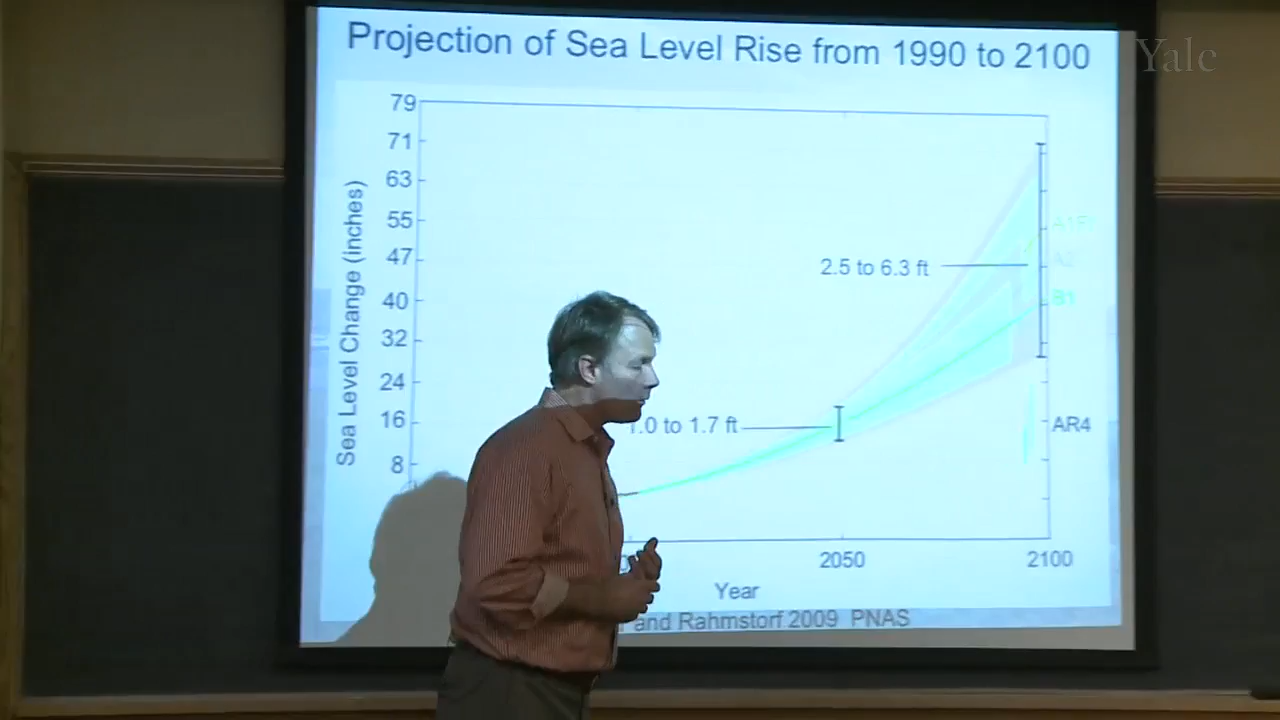 Yale
Projection of Sea Level Rise from 1990 to 2100
79
71
63
55
47
40
32
24
16
8
Sea Level Change (inches)
2.5 to 6.3 ft
.0 to 1.7 ft
A2
B1
AR4
2050
2100
Year
and Rahmstorf 2009 PNAS